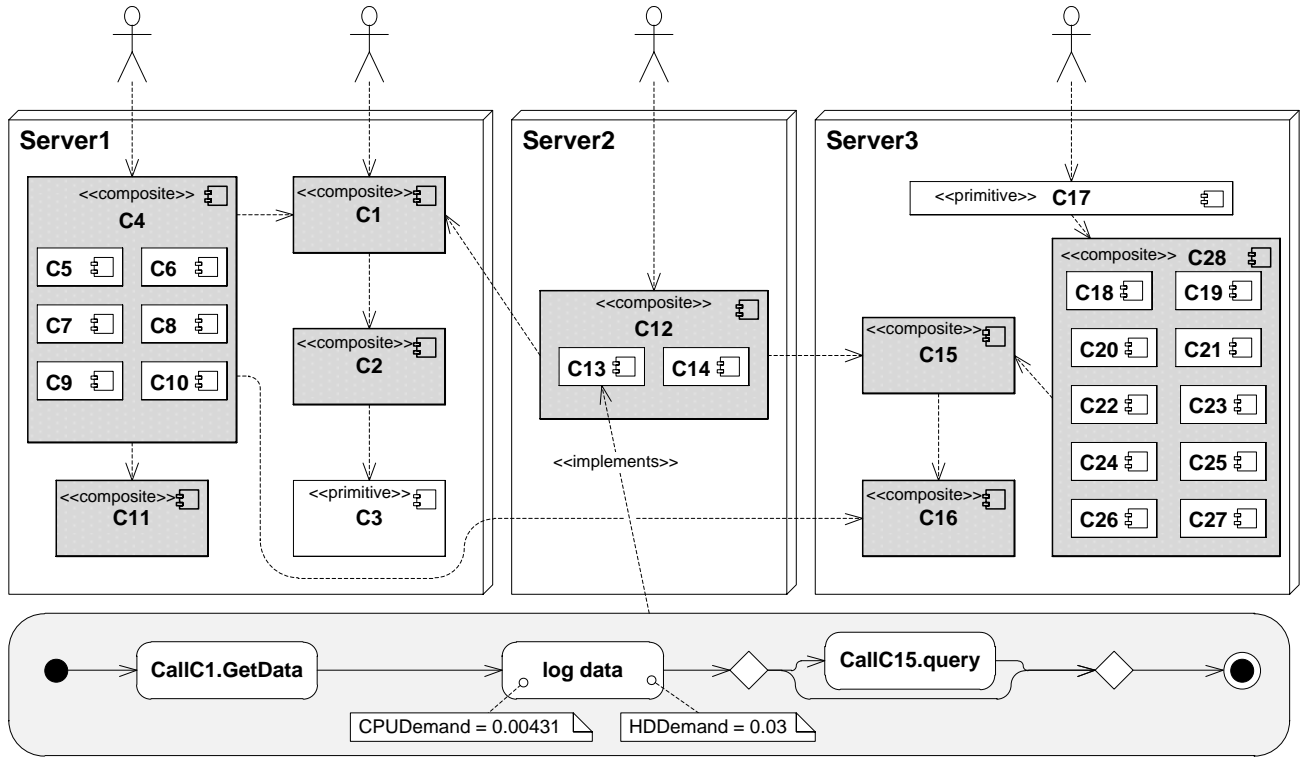 Server1
Server2
Server3
<<composite>>
C4
C5
C6
C7
C8
C9
C10
<<composite>>
C11
<<composite>>
C1
<<composite>>
C2
<<primitive>>
C3
<<composite>>
C12
C13
C14
<<implements>>
<<primitive>> C17
<<composite>>
C15
<<composite>>
C16
<<composite>> C28
C18
C19
C20
C21
C22
C23
C24
C25
C26
C27
CallC1.GetData
log data
CallC15.query
CPUDemand = 0.00431
HDDemand = 0.03